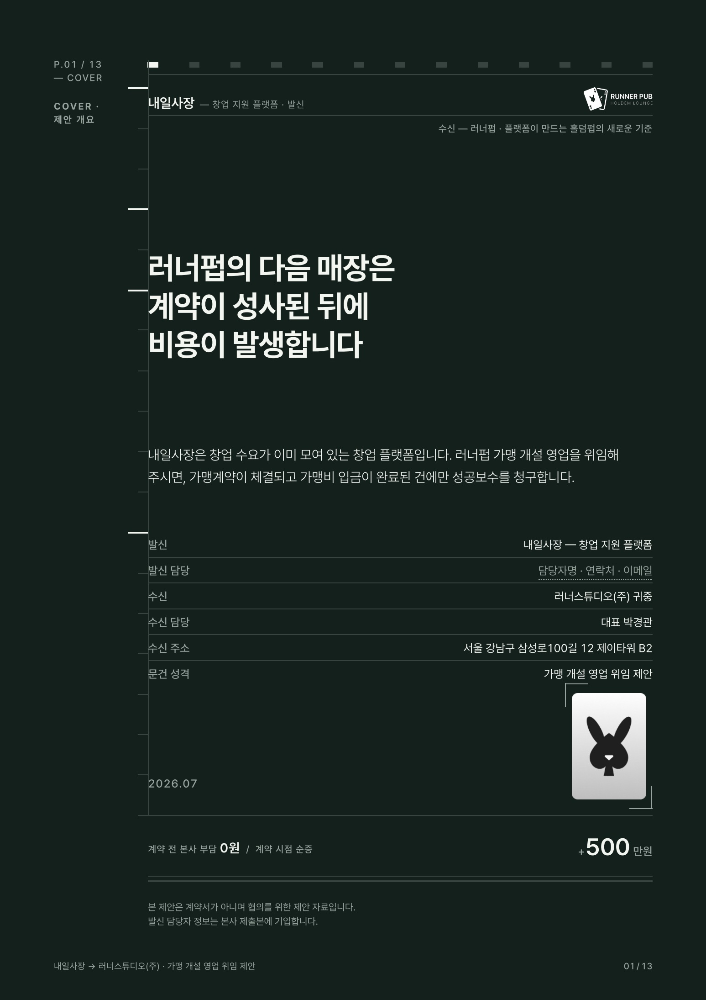 P.01 / 13
— COVER
COVER ·
제안 개요
내일사장 — 창업 지원 플랫폼 · 발신
RUNNER PUB
HOLDEM LOUNGE
수신 — 러너펍 · 플랫폼이 만드는 홀덤펍의 새로운 기준
러너펍의 다음 매장은
계약이 성사된 뒤에
비용이 발생합니다
내일사장은 창업 수요가 이미 모여 있는 창업 플랫폼입니다. 러너펍 가맹 개설 영업을 위임해
주시면, 가맹계약이 체결되고 가맹비 입금이 완료된 건에만 성공보수를 청구합니다.
발신 내일사장 — 창업 지원 플랫폼
발신 담당 담당자명 · 연락처 · 이메일
수신 러너스튜디오(주) 귀중
수신 담당 대표 박경관
수신 주소 서울 강남구 삼성로100길 12 제이타워 B2
문건 성격 가맹 개설 영업 위임 제안
2026.07
계약 전 본사 부담 0원 / 계약 시점 순증 +500 만원
본 제안은 계약서가 아니며 협의를 위한 제안 자료입니다.
발신 담당자 정보는 본사 제출본에 기입합니다.
내일사장 → 러너스튜디오(주) · 가맹 개설 영업 위임 제안 01/13